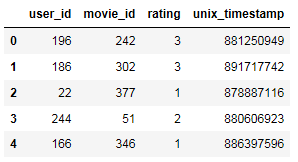 user_id movie_id rating unix_timestamp
0 196 242 3 881250949
1 186 302 3 891717742
2 22 377 1 878887116
3 244 51 2 880606923
4 166 346 1 886397596